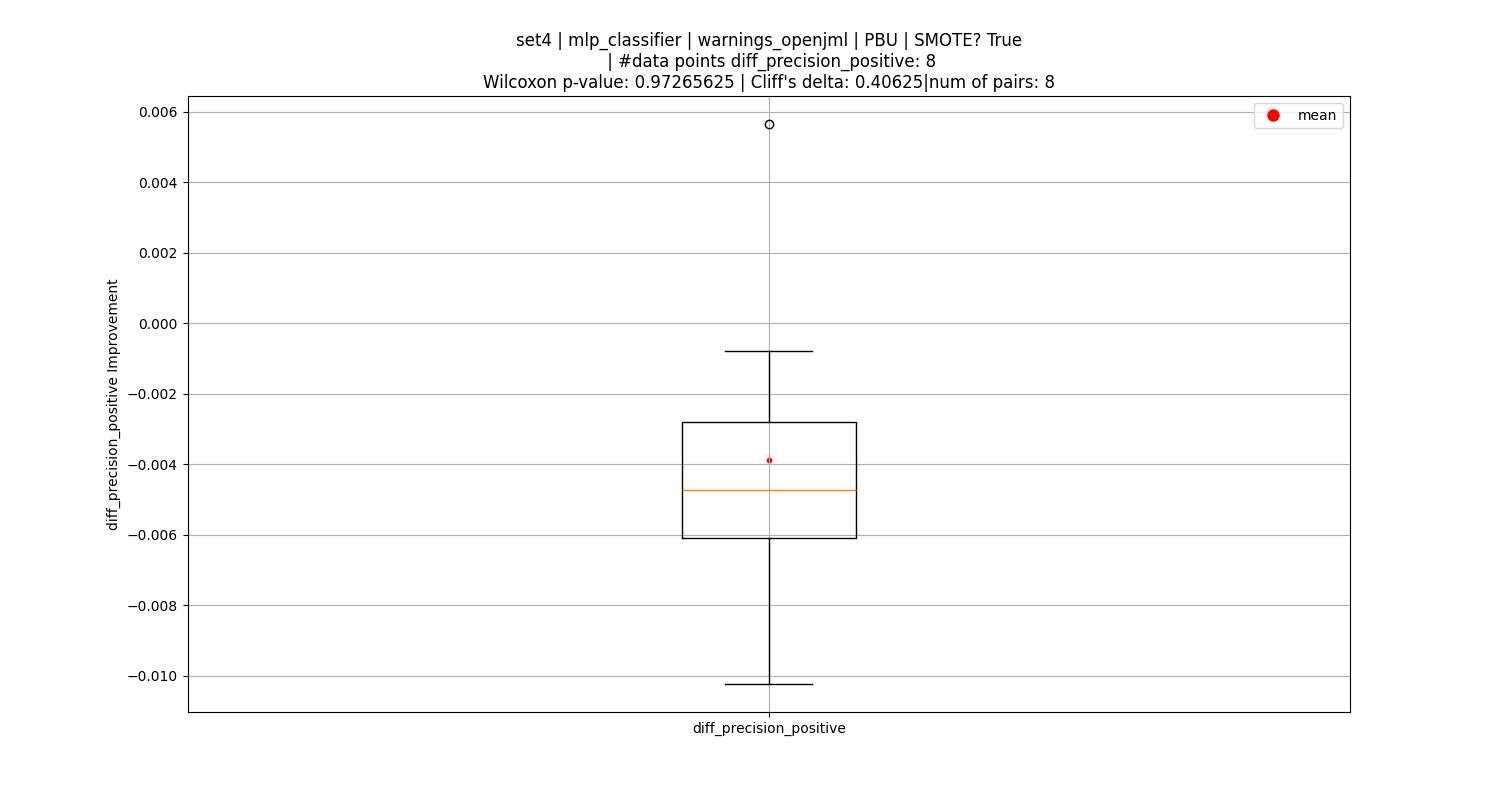 set4 | mlp_classifier | warnings_openjml | PBU | SMOTE? True
| #data points diff_precision_positive: 8
Wilcoxon p-value: 0.97265625 | Cliff's delta: 0.40625|num of pairs: 8
mean
0.006
0.004
0.002
0.000
−0.002
−0.004
−0.006
−0.008
−0.010
diff_precision_positive Improvement
diff_precision_positive